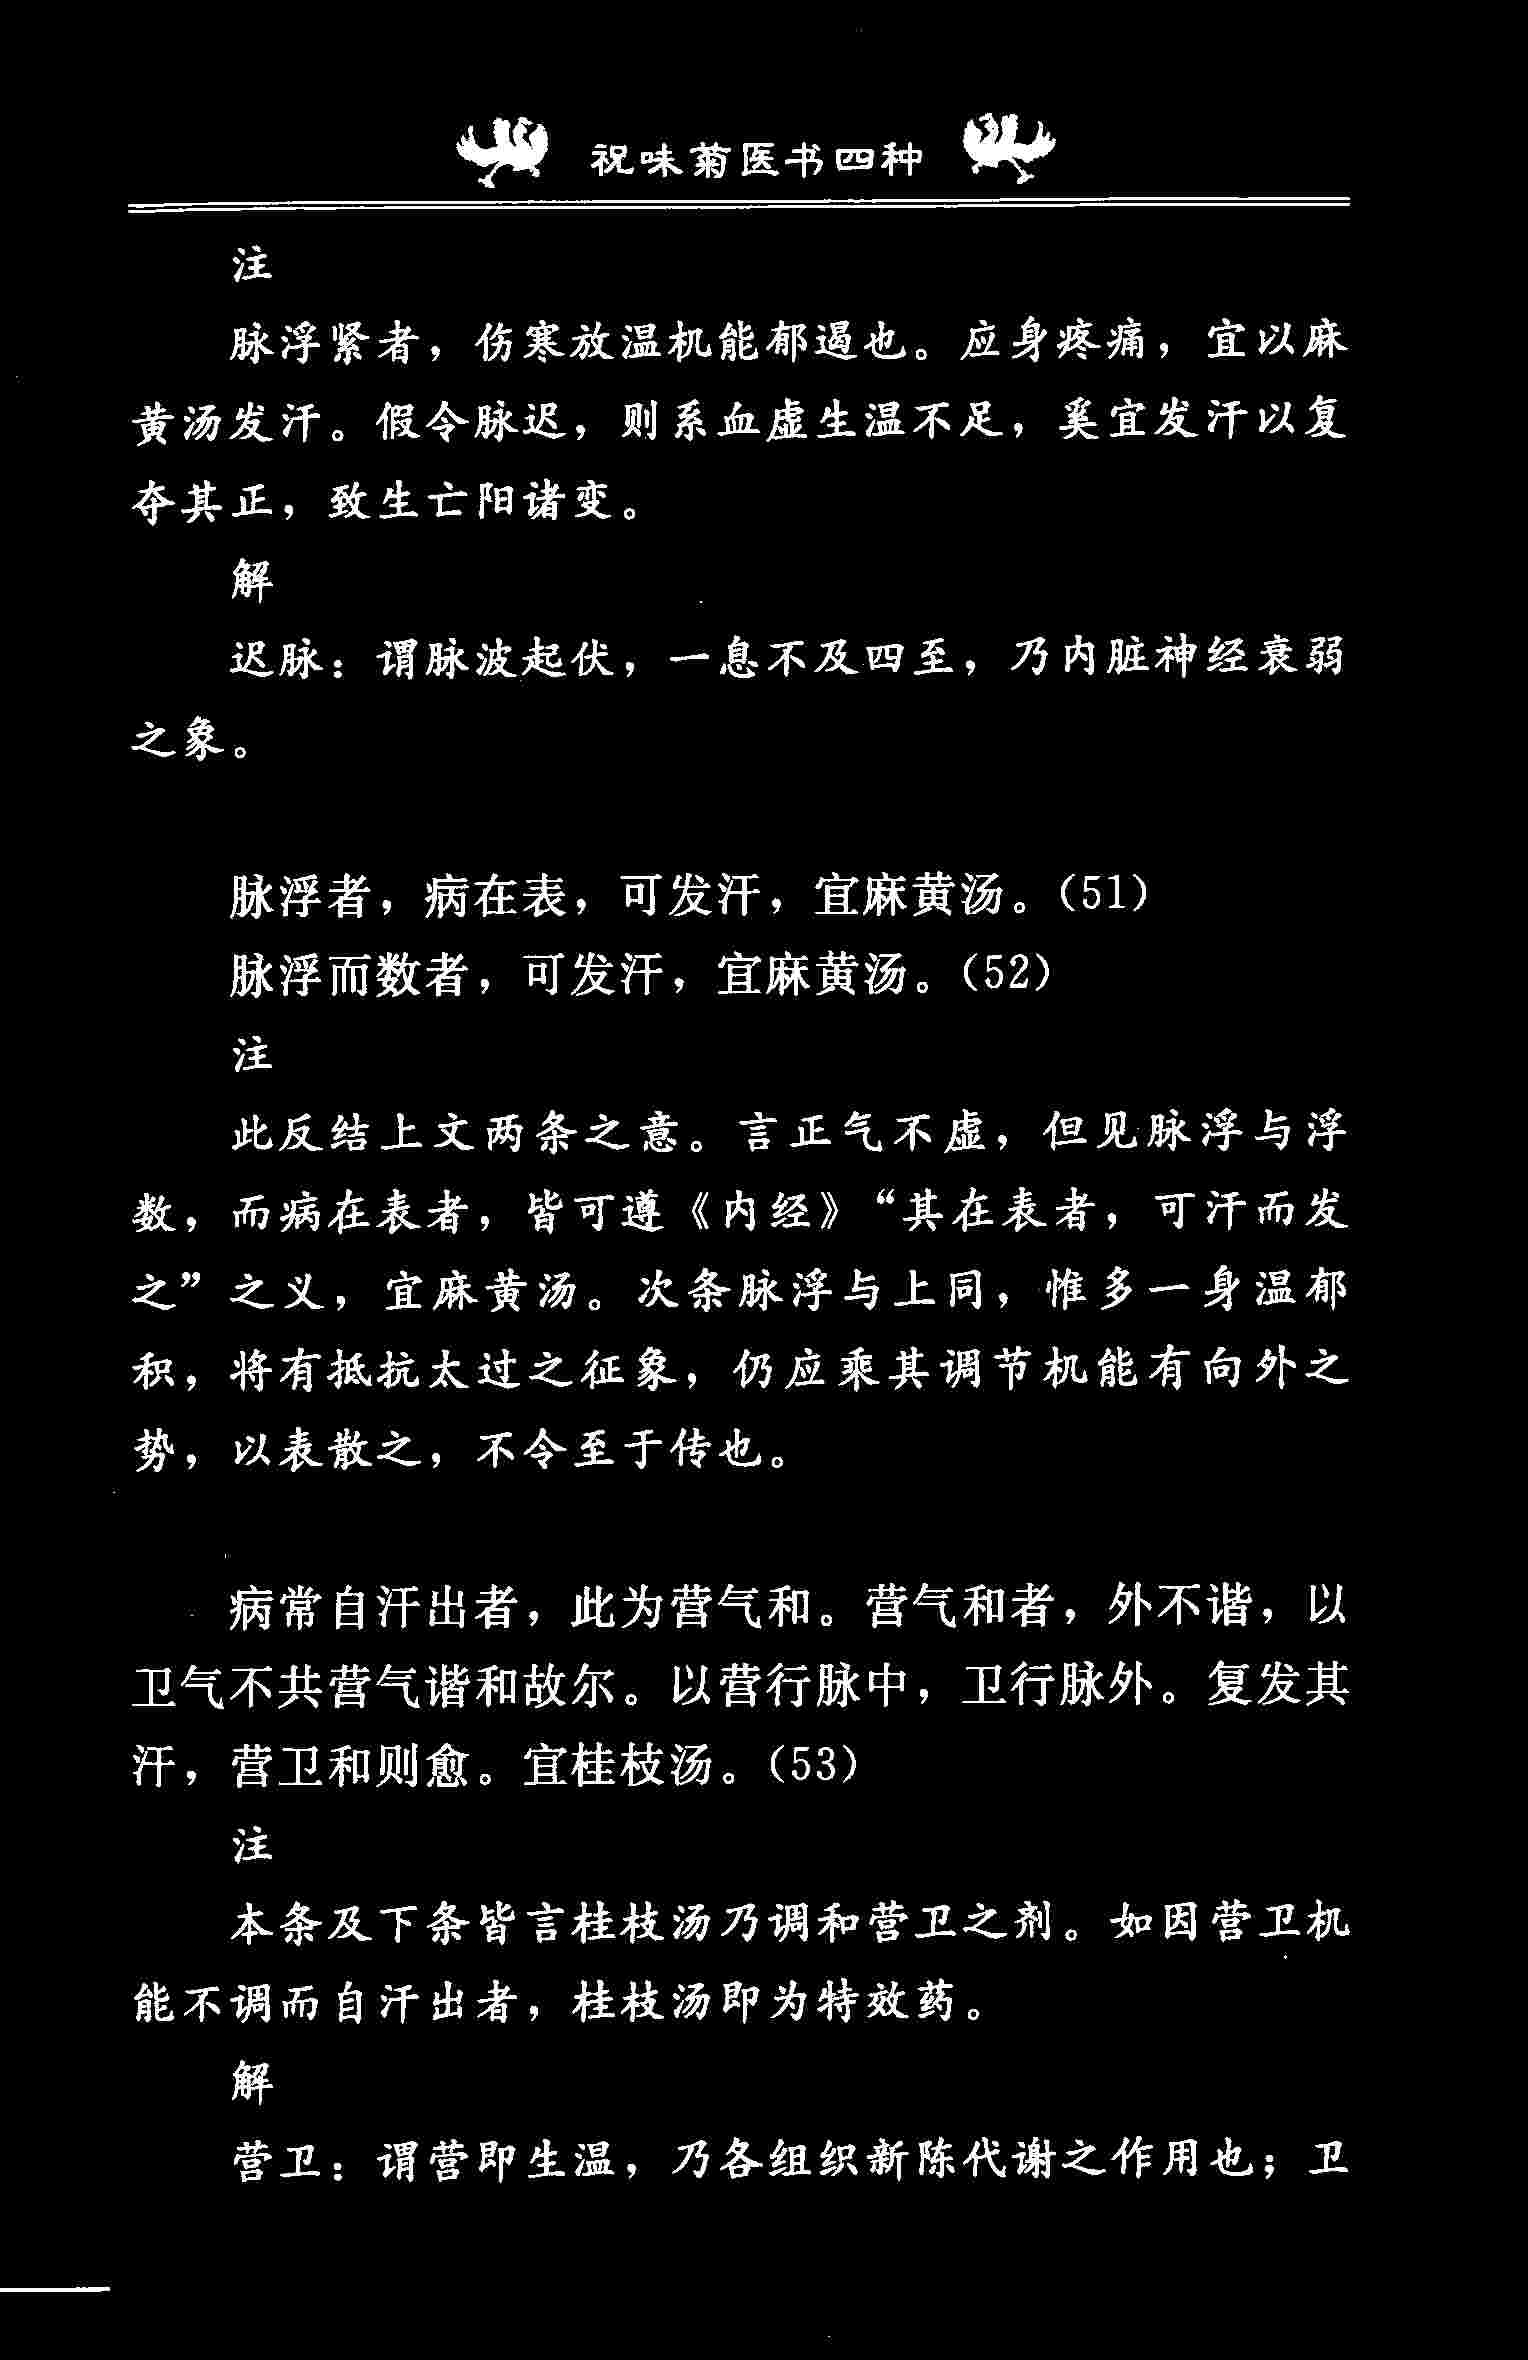 祝味菊医书四种
注
脉浮紧者，伤寒放温机能郁遏也。应身疼痛，宜以麻
黄汤发汗。假令脉迟，则系血虚生温不足，奚宜发汗以复
夺其正，致生亡阳诸变。
解
迟脉：谓脉波起伏，一息不及四至，乃内脏神经衰弱
之象。
脉浮者，病在表，可发汗，宜麻黄汤。（51）
脉浮而数者，可发汗，宜麻黄汤。（52）
注
此反结上文两条之意。言正气不虚，但见脉浮与浮
数，而病在表者，皆可遵《内经》“其在表者，可汗而发
之”之义，宜麻黄汤。次条脉浮与上同，惟多一身温郁
积，将有抵抗太过之征象，仍应乘其调节机能有向外之
势，以表散之，不令至于传也。
病常自汗出者，此为营气和。营气和者，外不谐，以
卫气不共营气谐和故尔。以营行脉中，卫行脉外。复发其
汗，营卫和则愈。宜桂枝汤。（53）
注
本条及下条皆言桂枝汤乃调和营卫之剂。如因营卫机
能不调而自汗出者，桂枝汤即为特效药。
解
营卫：谓营即生温，乃各组织新陈代谢之作用也；卫